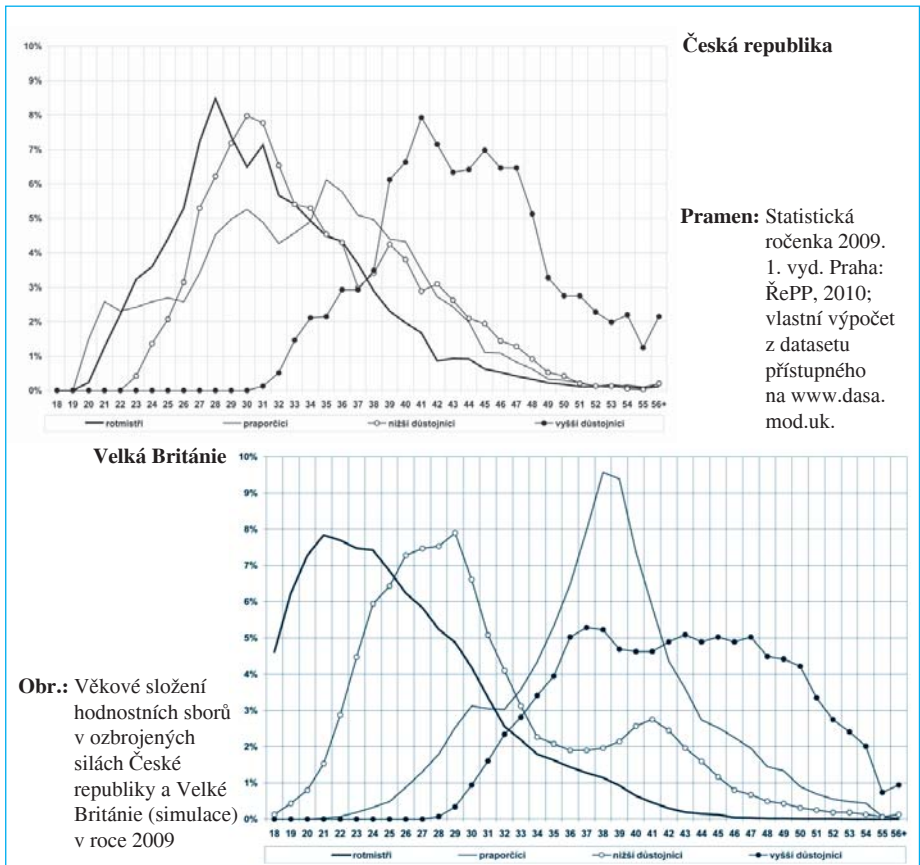 Česká republika
10%
9%
8%
7%
6%
5%
4%
3%
2%
1%
0%
18 19 20 21 22 23 24 25 26 27 28 29 30 31 32 33 34 35 36 37 38 39 40 41 42 43 44 45 46 47 48 49 50 51 52 53 54 55 56+
rotmistři praporčíci nižší důstojníci vyšší důstojníci
Pramen: Statistická
ročenka 2009.
1. vyd. Praha:
ŘePP, 2010;
vlastní výpočet
z datasetu
přístupného
na www.dasa.
mod.uk.
Velká Británie
10%
9%
8%
7%
6%
5%
4%
3%
2%
1%
0%
18 19 20 21 22 23 24 25 26 27 28 29 30 31 32 33 34 35 36 37 38 39 40 41 42 43 44 45 46 47 48 49 50 51 52 53 54 55 56+
rotmistři praporčíci nižší důstojníci vyšší důstojníci
Obr.: Věkové složení
hodnostních sborů
v ozbrojených
silách České
republiky a Velké
Británie (simulace)
v roce 2009